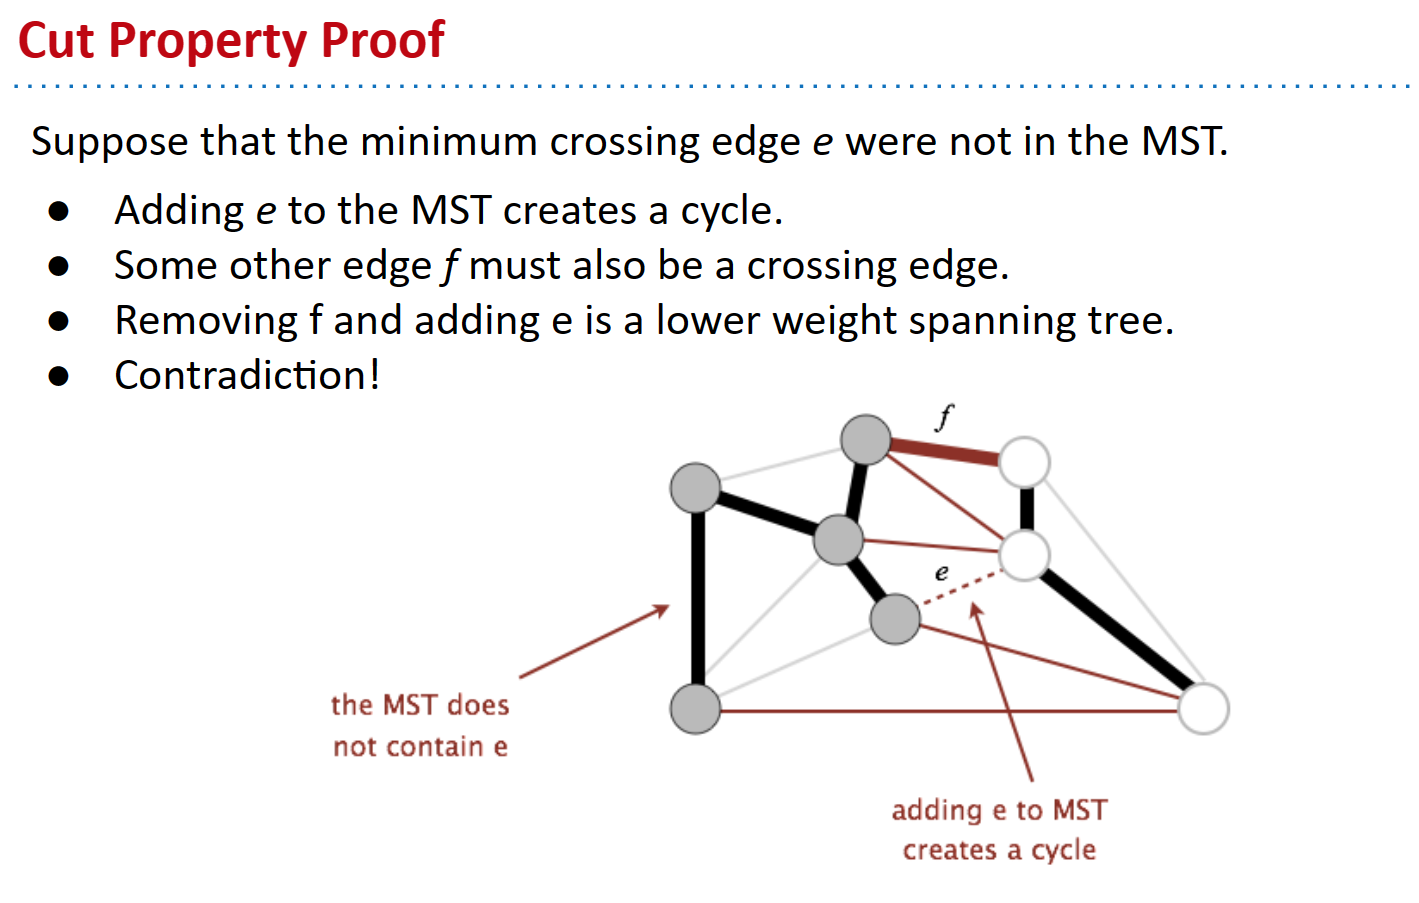 Cut Property Proof
Suppose that the minimum crossing edge e were not in the MST.
● Adding e to the MST creates a cycle.
● Some other edge f must also be a crossing edge.
● Removing f and adding e is a lower weight spanning tree.
● Contradiction!
f
e
the MST does
not contain e
adding e to MST
creates a cycle